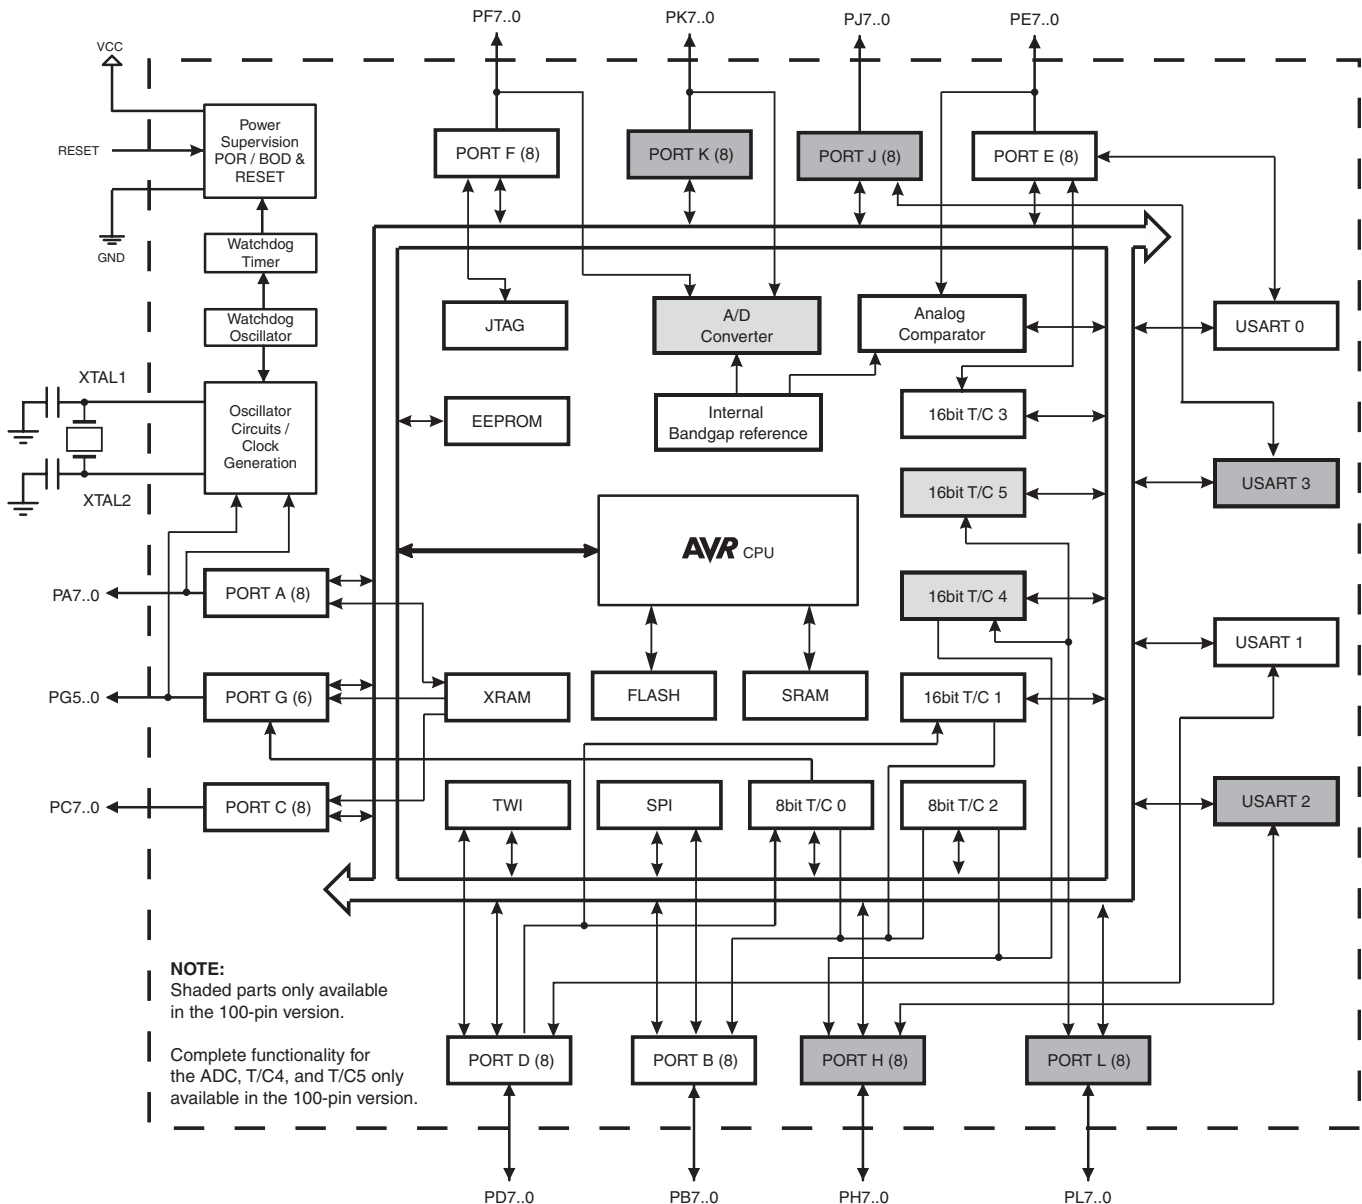 PF7..0
PK7..0
PJ7..0
PE7..0
VCC
RESET
GND
Power
Supervision
POR / BOD &
RESET
PORT F (8)
PORT K (8)
PORT J (8)
PORT E (8)
Watchdog
Timer
Watchdog
Oscillator
JTAG
A/D
Converter
Analog
Comparator
USART 0
XTAL1
XTAL2
Oscillator
Circuits /
Clock
Generation
EEPROM
Internal
Bandgap reference
16bit T/C 3
16bit T/C 5
USART 3
AVR CPU
PA7..0
PORT A (8)
16bit T/C 4
USART 1
PG5..0
PORT G (6)
XRAM
FLASH
SRAM
16bit T/C 1
PC7..0
PORT C (8)
TWI
SPI
8bit T/C 0
8bit T/C 2
USART 2
NOTE:
Shaded parts only available
in the 100-pin version.
Complete functionality for
the ADC, T/C4, and T/C5 only
available in the 100-pin version.
PORT D (8)
PORT B (8)
PORT H (8)
PORT L (8)
PD7..0
PB7..0
PH7..0
PL7..0